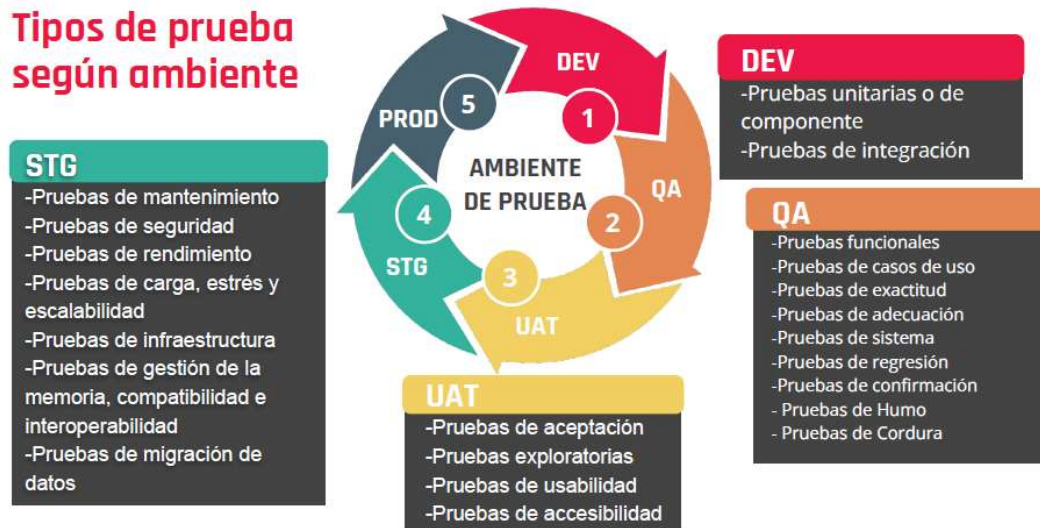 Tipos de prueba
según ambiente
DEV
1
QA
2
UAT
3
STG
4
PROD
5
AMBIENTE
DE PRUEBA
DEV
-Pruebas unitarias o de
componente
-Pruebas de integración
QA
-Pruebas funcionales
-Pruebas de casos de uso
-Pruebas de exactitud
-Pruebas de adecuación
-Pruebas de sistema
-Pruebas de regresión
-Pruebas de confirmación
- Pruebas de Humo
- Pruebas de Cordura
UAT
-Pruebas de aceptación
-Pruebas exploratorias
-Pruebas de usabilidad
-Pruebas de accesibilidad
STG
-Pruebas de mantenimiento
-Pruebas de seguridad
-Pruebas de rendimiento
-Pruebas de carga, estrés y
escalabilidad
-Pruebas de infraestructura
-Pruebas de gestión de la
memoria, compatibilidad e
interoperabilidad
-Pruebas de migración de
datos